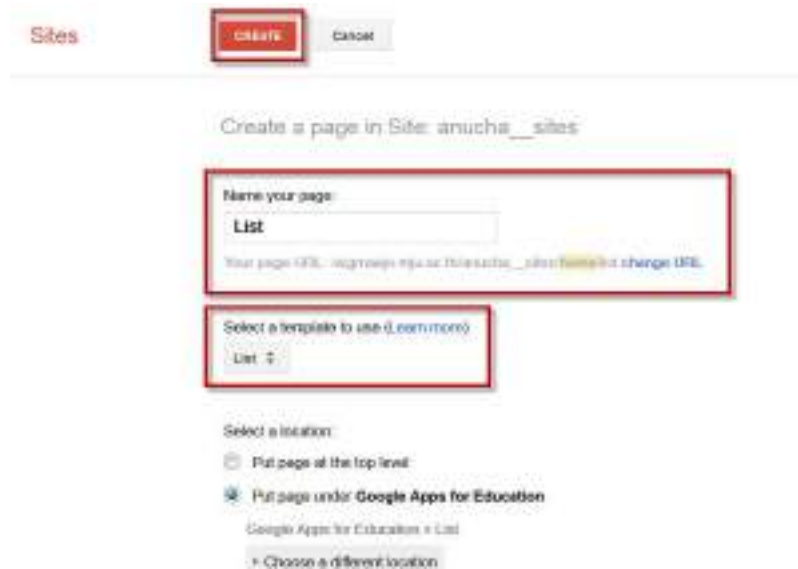 Sites
CREATE Cancel
Create a page in Site: anucha__sites
Name your page:
List
Your page URL: change URL
Select a template to use (Learn more)
List
Select a location:
Put page at the top level
Put page under Google Apps for Education
Google Apps for Education > List
+ Choose a different location